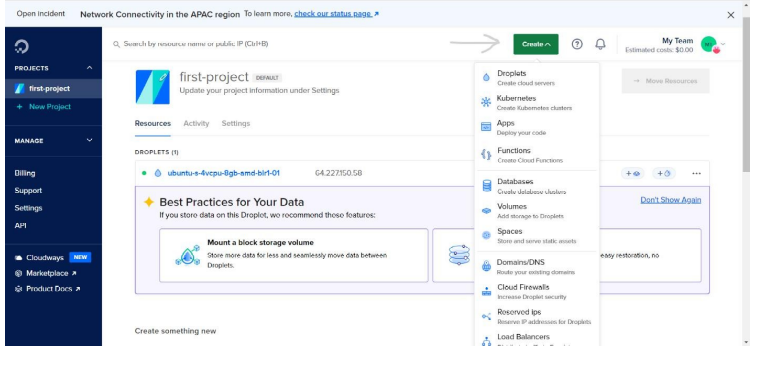 Open incident Network Connectivity in the APAC region To learn more, check our status page
Search by resource name or public IP (Ctrl+B)
Create
My Team
Estimated costs: $0.00
PROJECTS
first-project
+ New Project
MANAGE
Billing
Support
Settings
API
Cloudways NEW
Marketplace
Product Docs
first-project DEFAULT
Update your project information under Settings
Move Resources
Resources Activity Settings
DROPLETS (1)
ubuntu-s-4vcpu-8gb-amd-blr1-01 64.227.150.58
Best Practices for Your Data
If you store data on this Droplet, we recommend these features:
Don't Show Again
Mount a block storage volume
Store more data for less and seamlessly move data between
Droplets.
easy restoration, no
Create something new
Droplets
Create cloud servers
Kubernetes
Create Kubernetes clusters
Apps
Deploy your code
Functions
Create Cloud Functions
Databases
Create database clusters
Volumes
Add storage to Droplets
Spaces
Store and serve static assets
Domains/DNS
Route your existing domains
Cloud Firewalls
Increase Droplet security
Reserved Ips
Reserve IP addresses for Droplets
Load Balancers